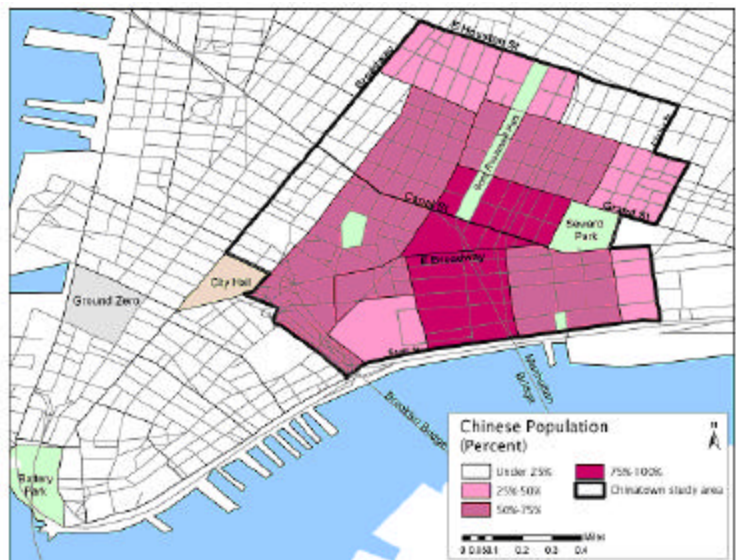 E Houston St
Broadway
Canal St
Grand St
Seward
Park
E Broadway
City Hall
Ground Zero
Manhattan
Bridge
Brooklyn Bridge
Battery
Park
Chinese Population
(Percent)
N
Under 25%
75%-100%
25%-50%
Chinatown study area
50%-75%
Miles
0.2
0.3
0.4